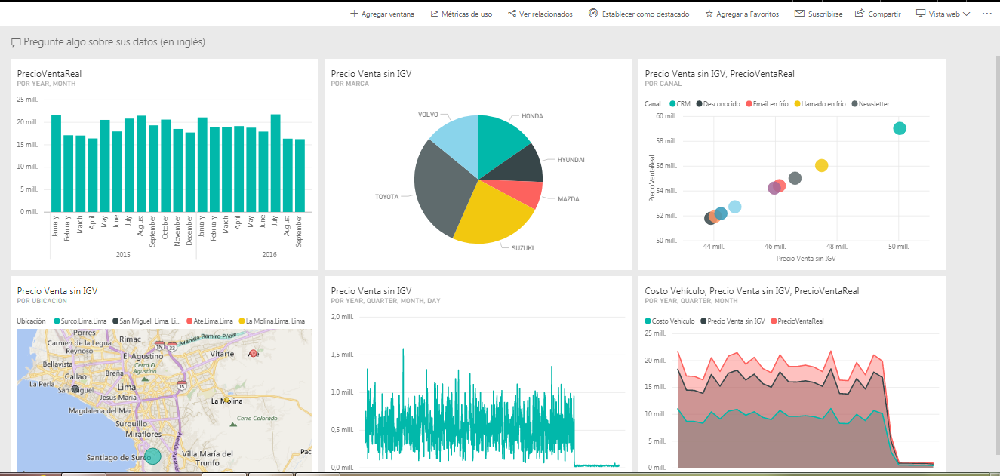 Agregar ventana Métricas de uso Ver relacionados Establecer como destacado Agregar a Favoritos Suscribirse Compartir Vista web ...
Pregunte algo sobre sus datos (en inglés)
PrecioVentaReal
POR YEAR, MONTH
25 mill.
20 mill.
15 mill.
10 mill.
5 mill.
0 mill.
January February March April May June July August September October November December January February March April May June July August September
2015 2016
Precio Venta sin IGV
POR MARCA
VOLVO
HONDA
HYUNDAI
TOYOTA
MAZDA
SUZUKI
Precio Venta sin IGV, PrecioVentaReal
POR CANAL
Canal CRM Desconocido Email en frío Llamado en frío Newsletter
60 mill.
58 mill.
56 mill.
54 mill.
52 mill.
50 mill.
PrecioVentaReal
44 mill. 46 mill. 48 mill. 50 mill.
Precio Venta sin IGV
Precio Venta sin IGV
POR UBICACION
Ubicación Surco,Lima,Lima San Miguel, Lima, Li... Ate,Lima,Lima La Molina,Lima, Lima
Porres
Carmen de la Legua
Reynoso
Rimac
1N
22
Avenida Ramiro Priale
El Agustino
Vitarte
Ate
Bellavista
Cerro El
Agustino
Callao
Breña
La Perla
San Miguel
Lima
15
Jesus Maria
La Molina
Magdalena del Mar
Cerro Colorado
Surquillo
Miraflores
Avenida Panam
Santiago de Surco
Villa María del
Trunfo
Pacl
Precio Venta sin IGV
POR YEAR, QUARTER, MONTH, DAY
2,0 mill.
1,5 mill.
1,0 mill.
0,5 mill.
0,0 mill.
Costo Vehículo, Precio Venta sin IGV, PrecioVentaReal
POR YEAR, QUARTER, MONTH
Costo Vehículo Precio Venta sin IGV PrecioVentaReal
25 mill.
20 mill.
15 mill.
10 mill.
5 mill.
0 mill.